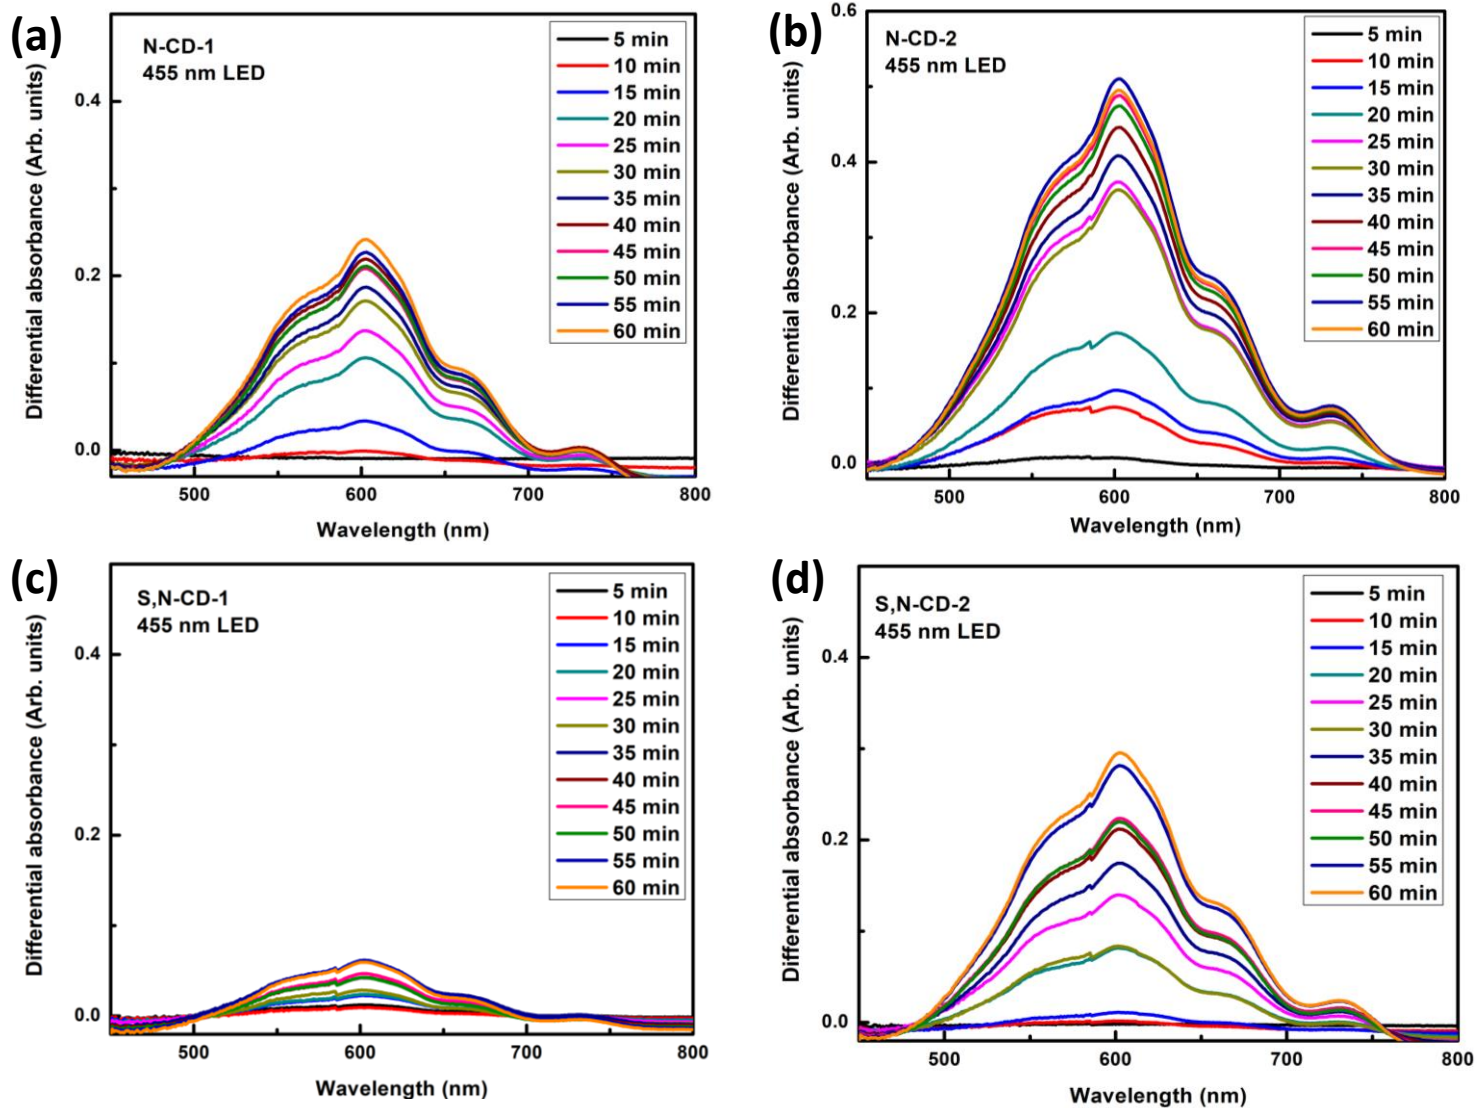 (a)
N-CD-1
455 nm LED
5 min
10 min
15 min
20 min
25 min
30 min
35 min
40 min
45 min
50 min
55 min
60 min
Differential absorbance (Arb. units)
0.4
0.2
0.0
500
600
700
800
Wavelength (nm)
(b)
N-CD-2
455 nm LED
5 min
10 min
15 min
20 min
25 min
30 min
35 min
40 min
45 min
50 min
55 min
60 min
Differential absorbance (Arb. units)
0.6
0.4
0.2
0.0
500
600
700
800
Wavelength (nm)
(c)
S,N-CD-1
455 nm LED
5 min
10 min
15 min
20 min
25 min
30 min
35 min
40 min
45 min
50 min
55 min
60 min
Differential absorbance (Arb. units)
0.4
0.2
0.0
500
600
700
800
Wavelength (nm)
(d)
S,N-CD-2
455 nm LED
5 min
10 min
15 min
20 min
25 min
30 min
35 min
40 min
45 min
50 min
55 min
60 min
Differential absorbance (Arb. units)
0.4
0.2
0.0
500
600
700
800
Wavelength (nm)